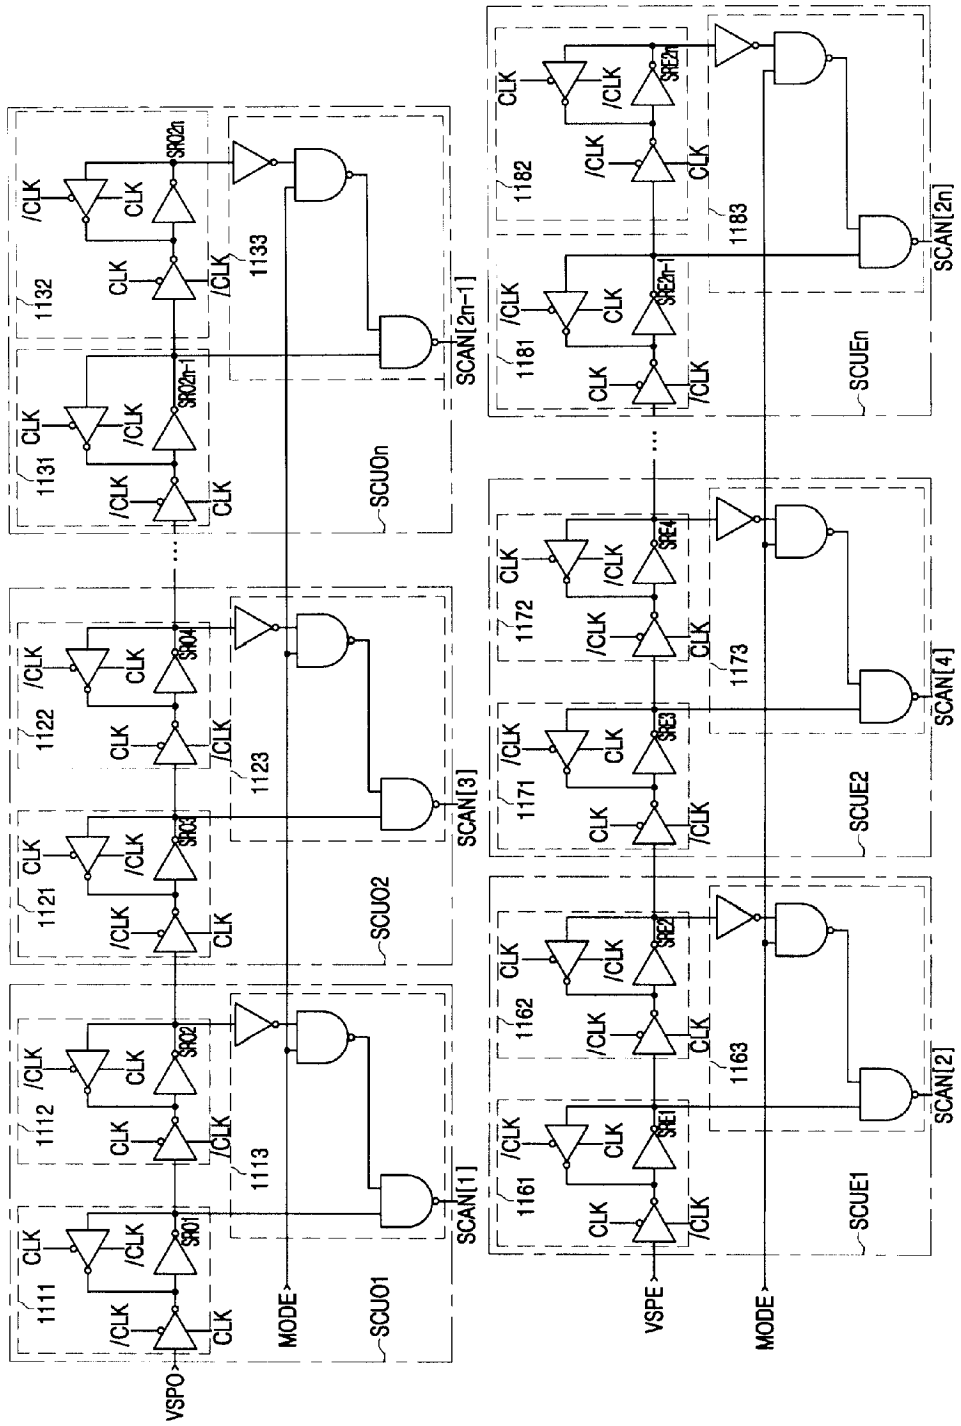 CLK
1111
/CLK
/CLK
SRO1
CLK
VSPO
/CLK
1112
CLK
CLK
SRO2
/CLK
1113
MODE
SCUO1
SCAN[1]
CLK
1121
/CLK
/CLK
SRO3
CLK
/CLK
1122
CLK
CLK
SRO4
/CLK
1123
SCUO2
SCAN[3]
...
CLK
1131
/CLK
/CLK
SRO2n-1
CLK
/CLK
1132
CLK
CLK
SRO2n
/CLK
1133
SCUOn
SCAN[2n-1]
/CLK
1161
CLK
CLK
SRE1
/CLK
VSPE
CLK
1162
/CLK
/CLK
SRE2
CLK
1163
MODE
SCUE1
SCAN[2]
/CLK
1171
CLK
CLK
SRE3
/CLK
CLK
1172
/CLK
/CLK
SRE4
CLK
1173
SCUE2
SCAN[4]
...
/CLK
1181
CLK
CLK
SRE2n-1
/CLK
CLK
1182
/CLK
/CLK
SRE2n
CLK
1183
SCUEn
SCAN[2n]